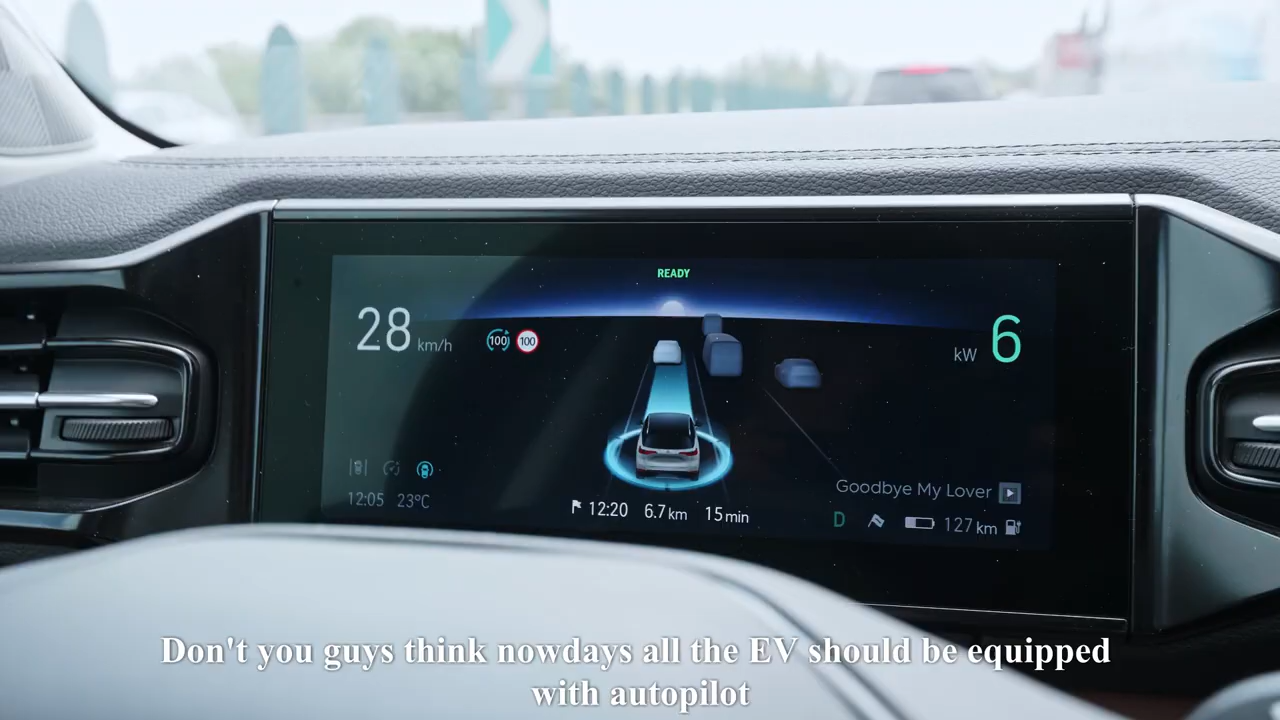 READY
28 km/h
100
100
kW 6
12:05 23°C
12:20 6.7 km 15 min
Goodbye My Lover
D
127 km
Don't you guys think nowdays all the EV should be equipped
with autopilot